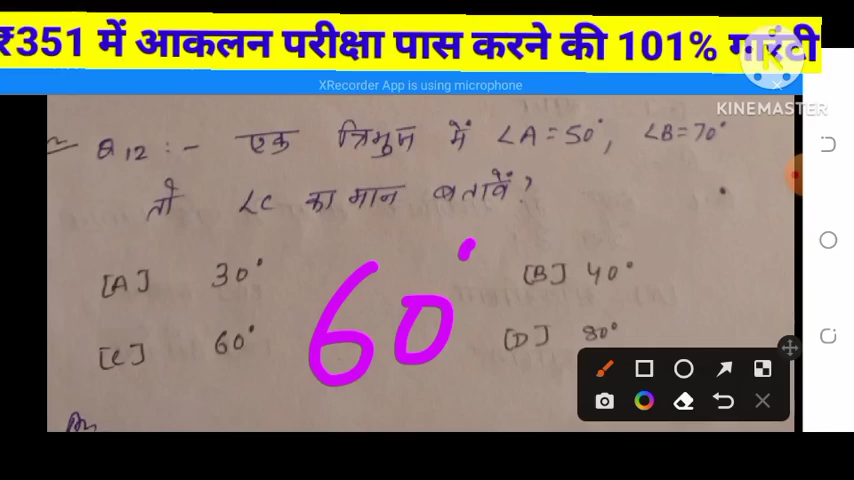 ₹351 में आकलन परीक्षा पास करने की 101% गारंटी
XRecorder App is using microphone
KINEMASTER
Q12 :- एक त्रिभुज में ∠A=50°, ∠B=70°
तो ∠C का मान बतावें?
[A] 30° [B] 40°
60°
[C] 60° [D] 80°